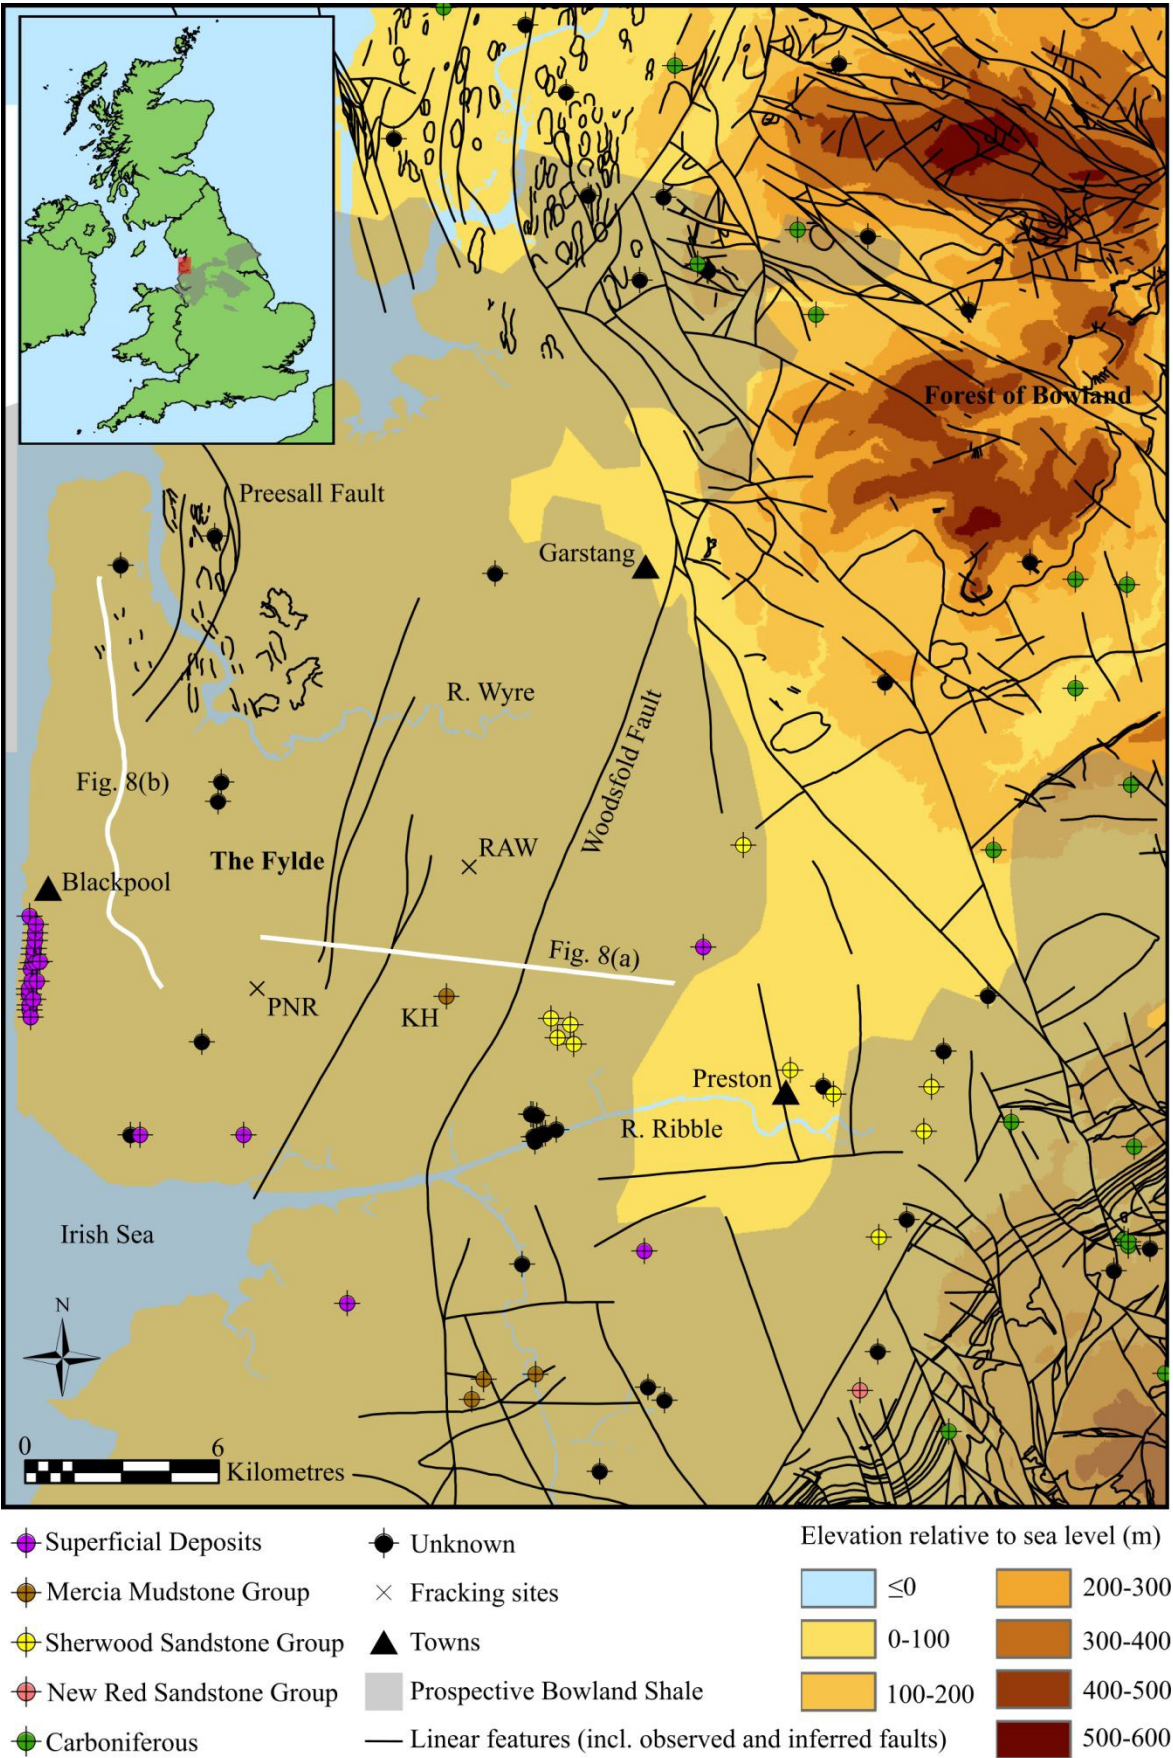 Forest of Bowland
Preesall Fault
Garstang
R. Wyre
Woodsfold Fault
Fig. 8(b)
RAW
The Fylde
Blackpool
Fig. 8(a)
PNR
KH
Preston
R. Ribble
Irish Sea
N
0 6
Kilometres
Superficial Deposits
Mercia Mudstone Group
Sherwood Sandstone Group
New Red Sandstone Group
Carboniferous
Unknown
Fracking sites
Towns
Prospective Bowland Shale
Linear features (incl. observed and inferred faults)
Elevation relative to sea level (m)
≤0
0-100
100-200
200-300
300-400
400-500
500-600